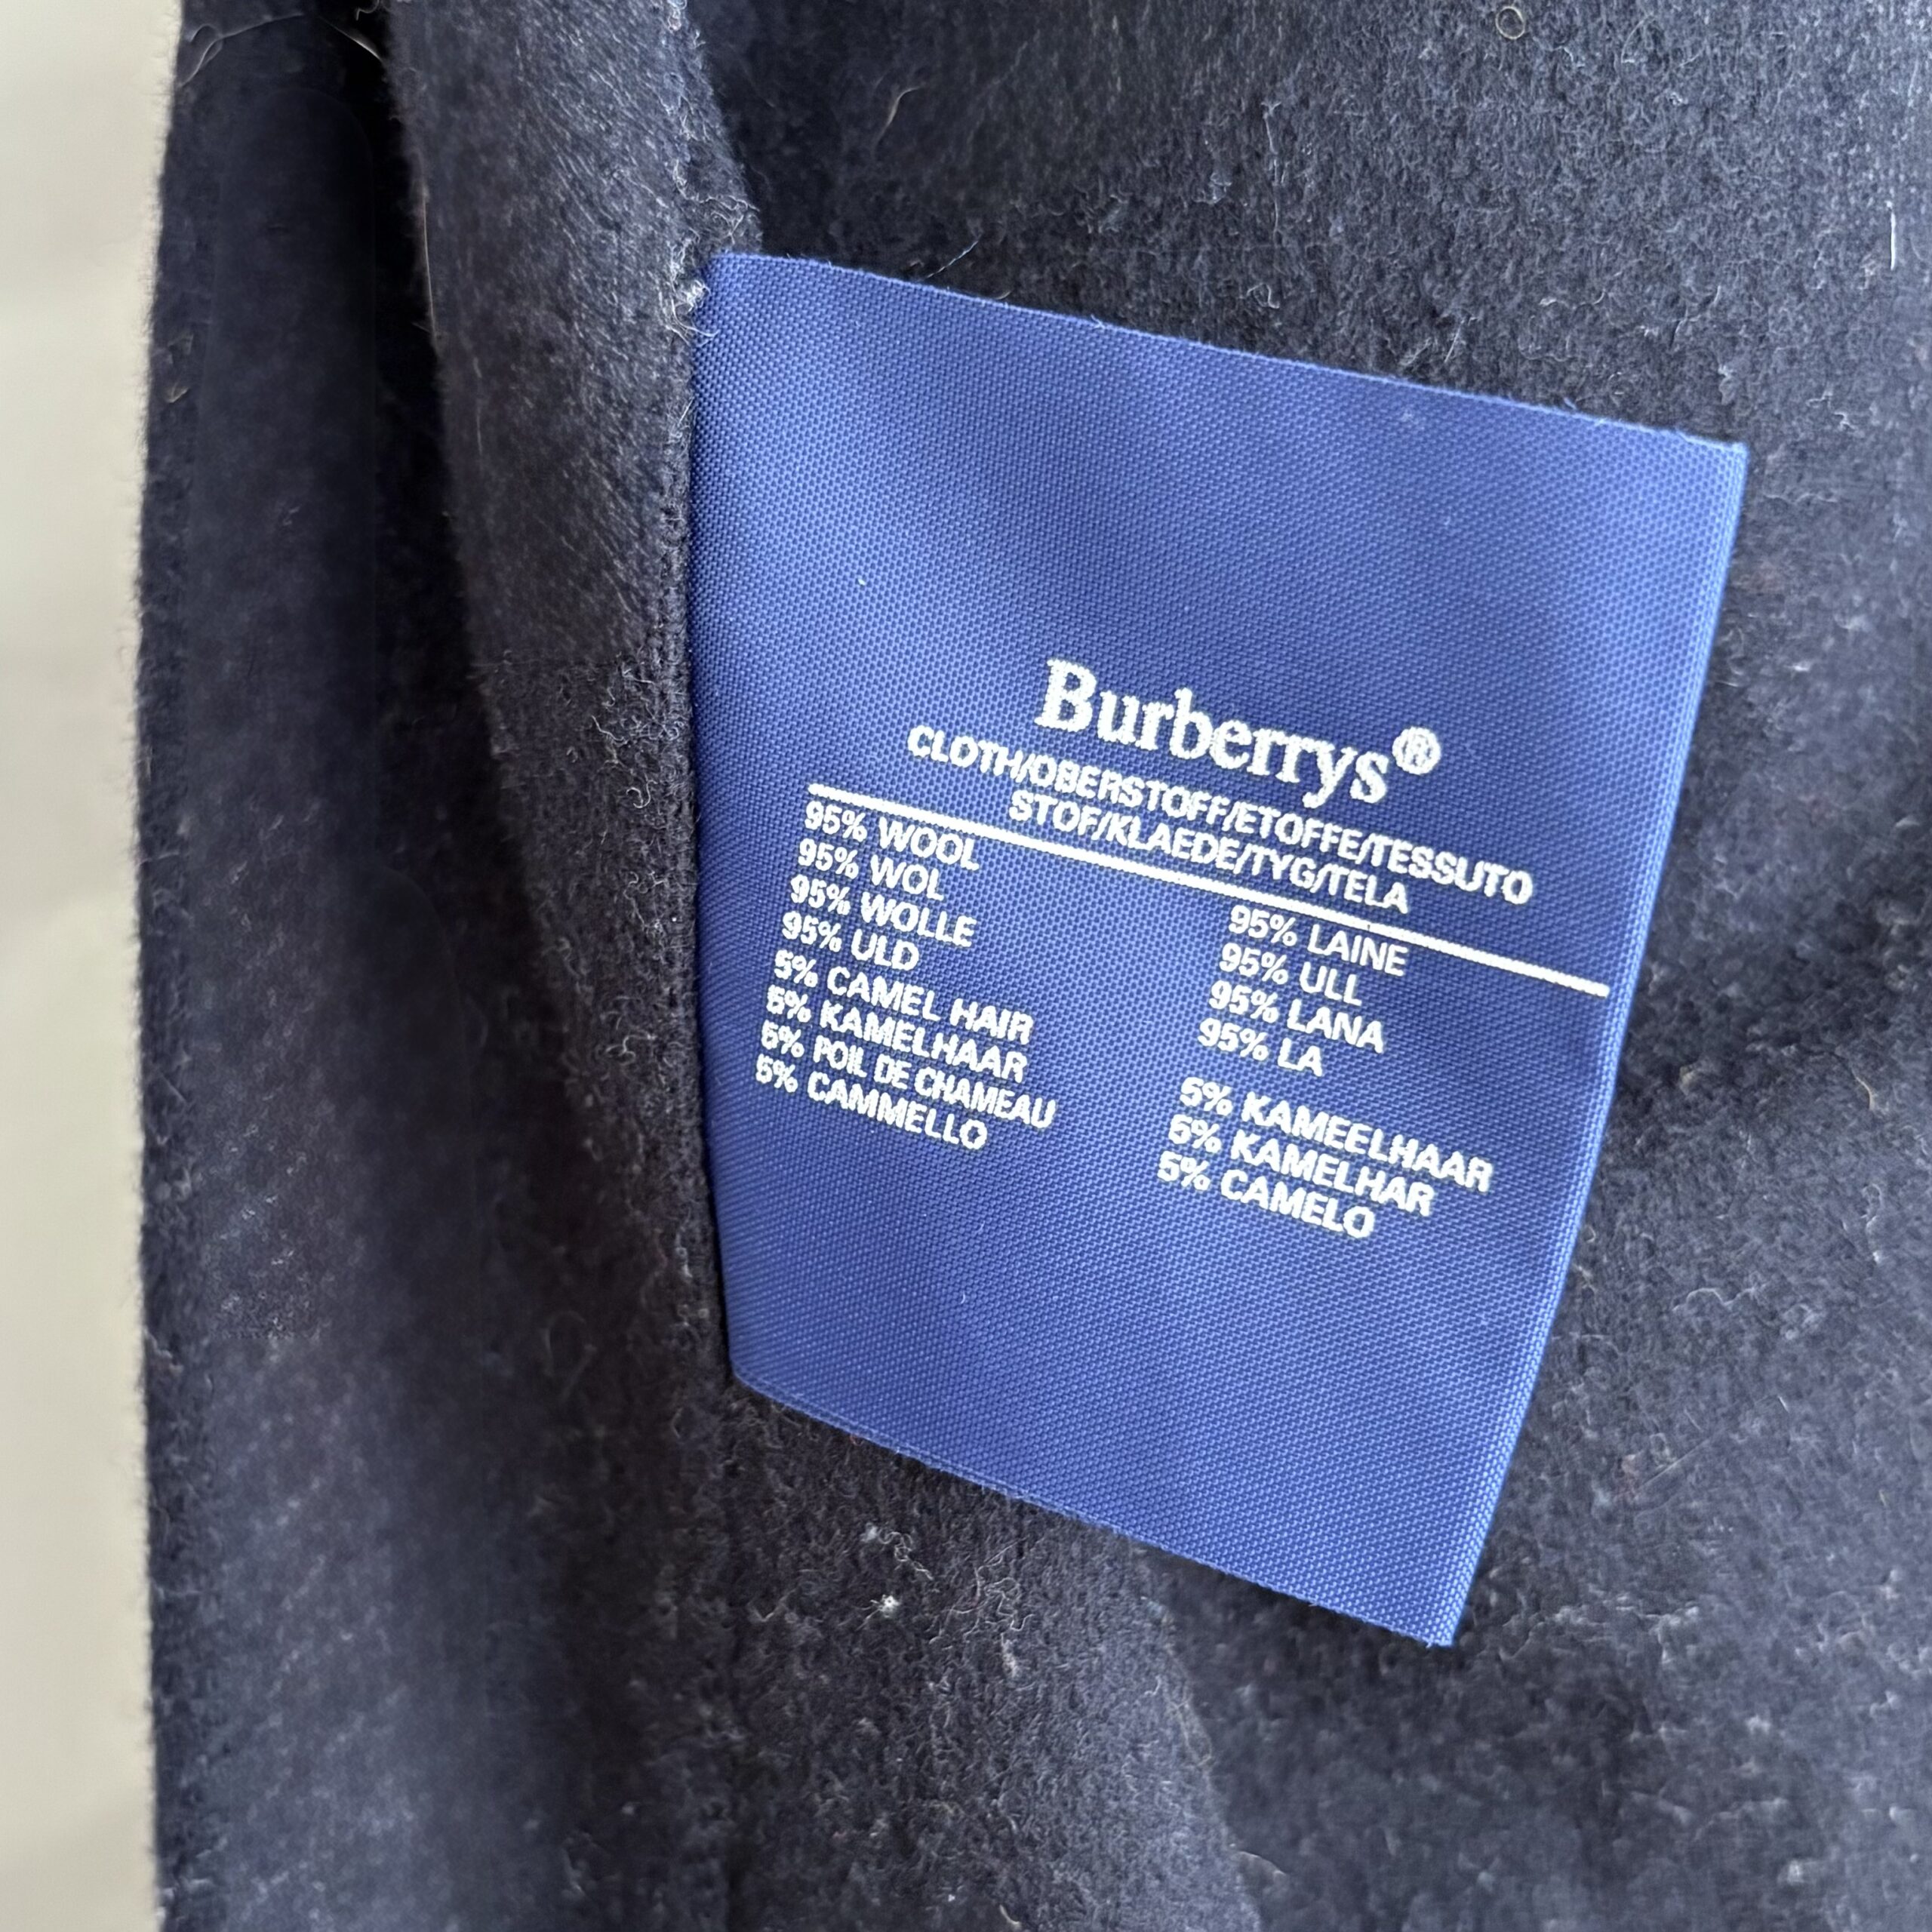 Burberrys®
CLOTH/OBERSTOFF/ETOFFE/TESSUTO
STOF/KLAEDE/TYG/TELA
95% WOOL
95% WOL
95% WOLLE
95% ULD
5% CAMEL HAIR
5% KAMELHAAR
5% POIL DE CHAMEAU
5% CAMMELLO
95% LAINE
95% ULL
95% LANA
95% LA
5% KAMEELHAAR
5% KAMELHAR
5% CAMELO